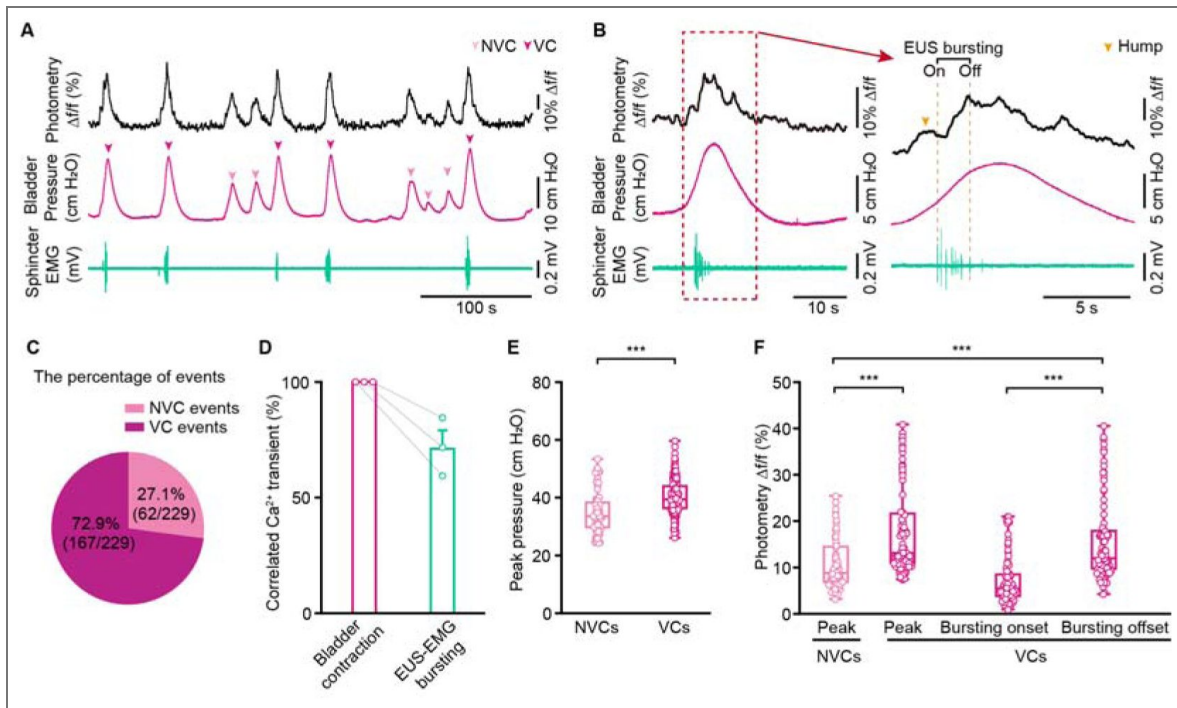 A
NVC VC
Photometry
Δf/f (%)
10% Δf/f
Bladder
Pressure
(cm H₂O)
10 cm H₂O
Sphincter
EMG
(mV)
0.2 mV
100 s
B
EUS bursting
On Off
Hump
Photometry
Δf/f (%)
10% Δf/f
10% Δf/f
Bladder
Pressure
(cm H₂O)
5 cm H₂O
5 cm H₂O
Sphincter
EMG
(mV)
0.2 mV
0.2 mV
10 s
5 s
C
The percentage of events
NVC events
VC events
27.1%
(62/229)
72.9%
(167/229)
D
Correlated Ca²⁺ transient (%)
100
50
0
Bladder
contraction
EUS-EMG
bursting
E
***
Peak pressure (cm H₂O)
80
60
40
20
0
NVCs VCs
F
***
*** ***
Photometry Δf/f (%)
50
40
30
20
10
0
Peak Peak Bursting onset Bursting offset
NVCs VCs